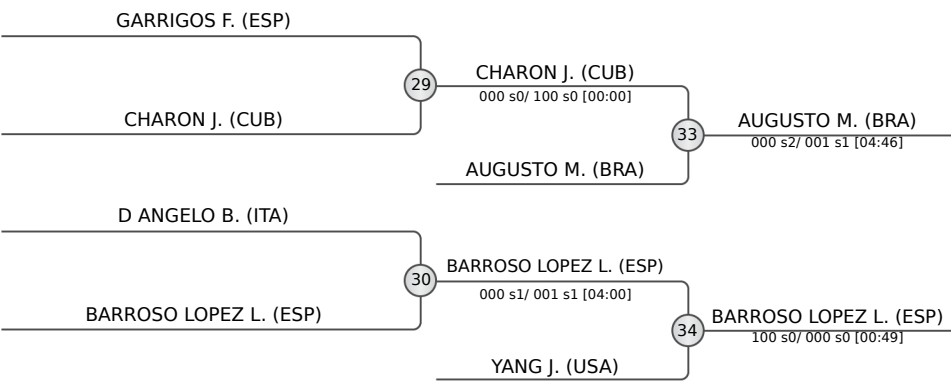 GARRIGOS F. (ESP)
29
CHARON J. (CUB)
000 s0/ 100 s0 [00:00]
CHARON J. (CUB)
33
AUGUSTO M. (BRA)
000 s2/ 001 s1 [04:46]
AUGUSTO M. (BRA)
D ANGELO B. (ITA)
30
BARROSO LOPEZ L. (ESP)
000 s1/ 001 s1 [04:00]
BARROSO LOPEZ L. (ESP)
34
BARROSO LOPEZ L. (ESP)
100 s0/ 000 s0 [00:49]
YANG J. (USA)